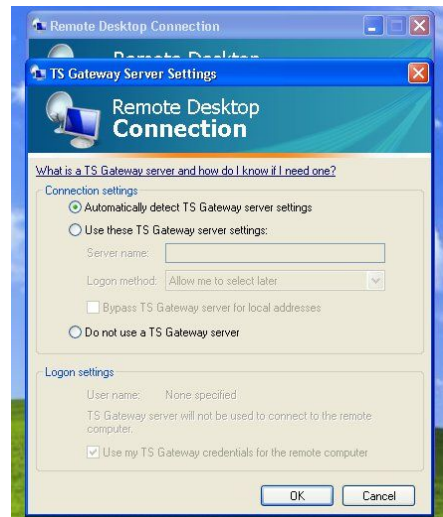 Remote Desktop Connection
Remote Desktop
TS Gateway Server Settings
Remote Desktop
Connection
What is a TS Gateway server and how do I know if I need one?
Connection settings
Automatically detect TS Gateway server settings
Use these TS Gateway server settings:
Server name:
Logon method: Allow me to select later
Bypass TS Gateway server for local addresses
Do not use a TS Gateway server
Logon settings
User name: None specified
TS Gateway server will not be used to connect to the remote
computer.
Use my TS Gateway credentials for the remote computer
OK Cancel